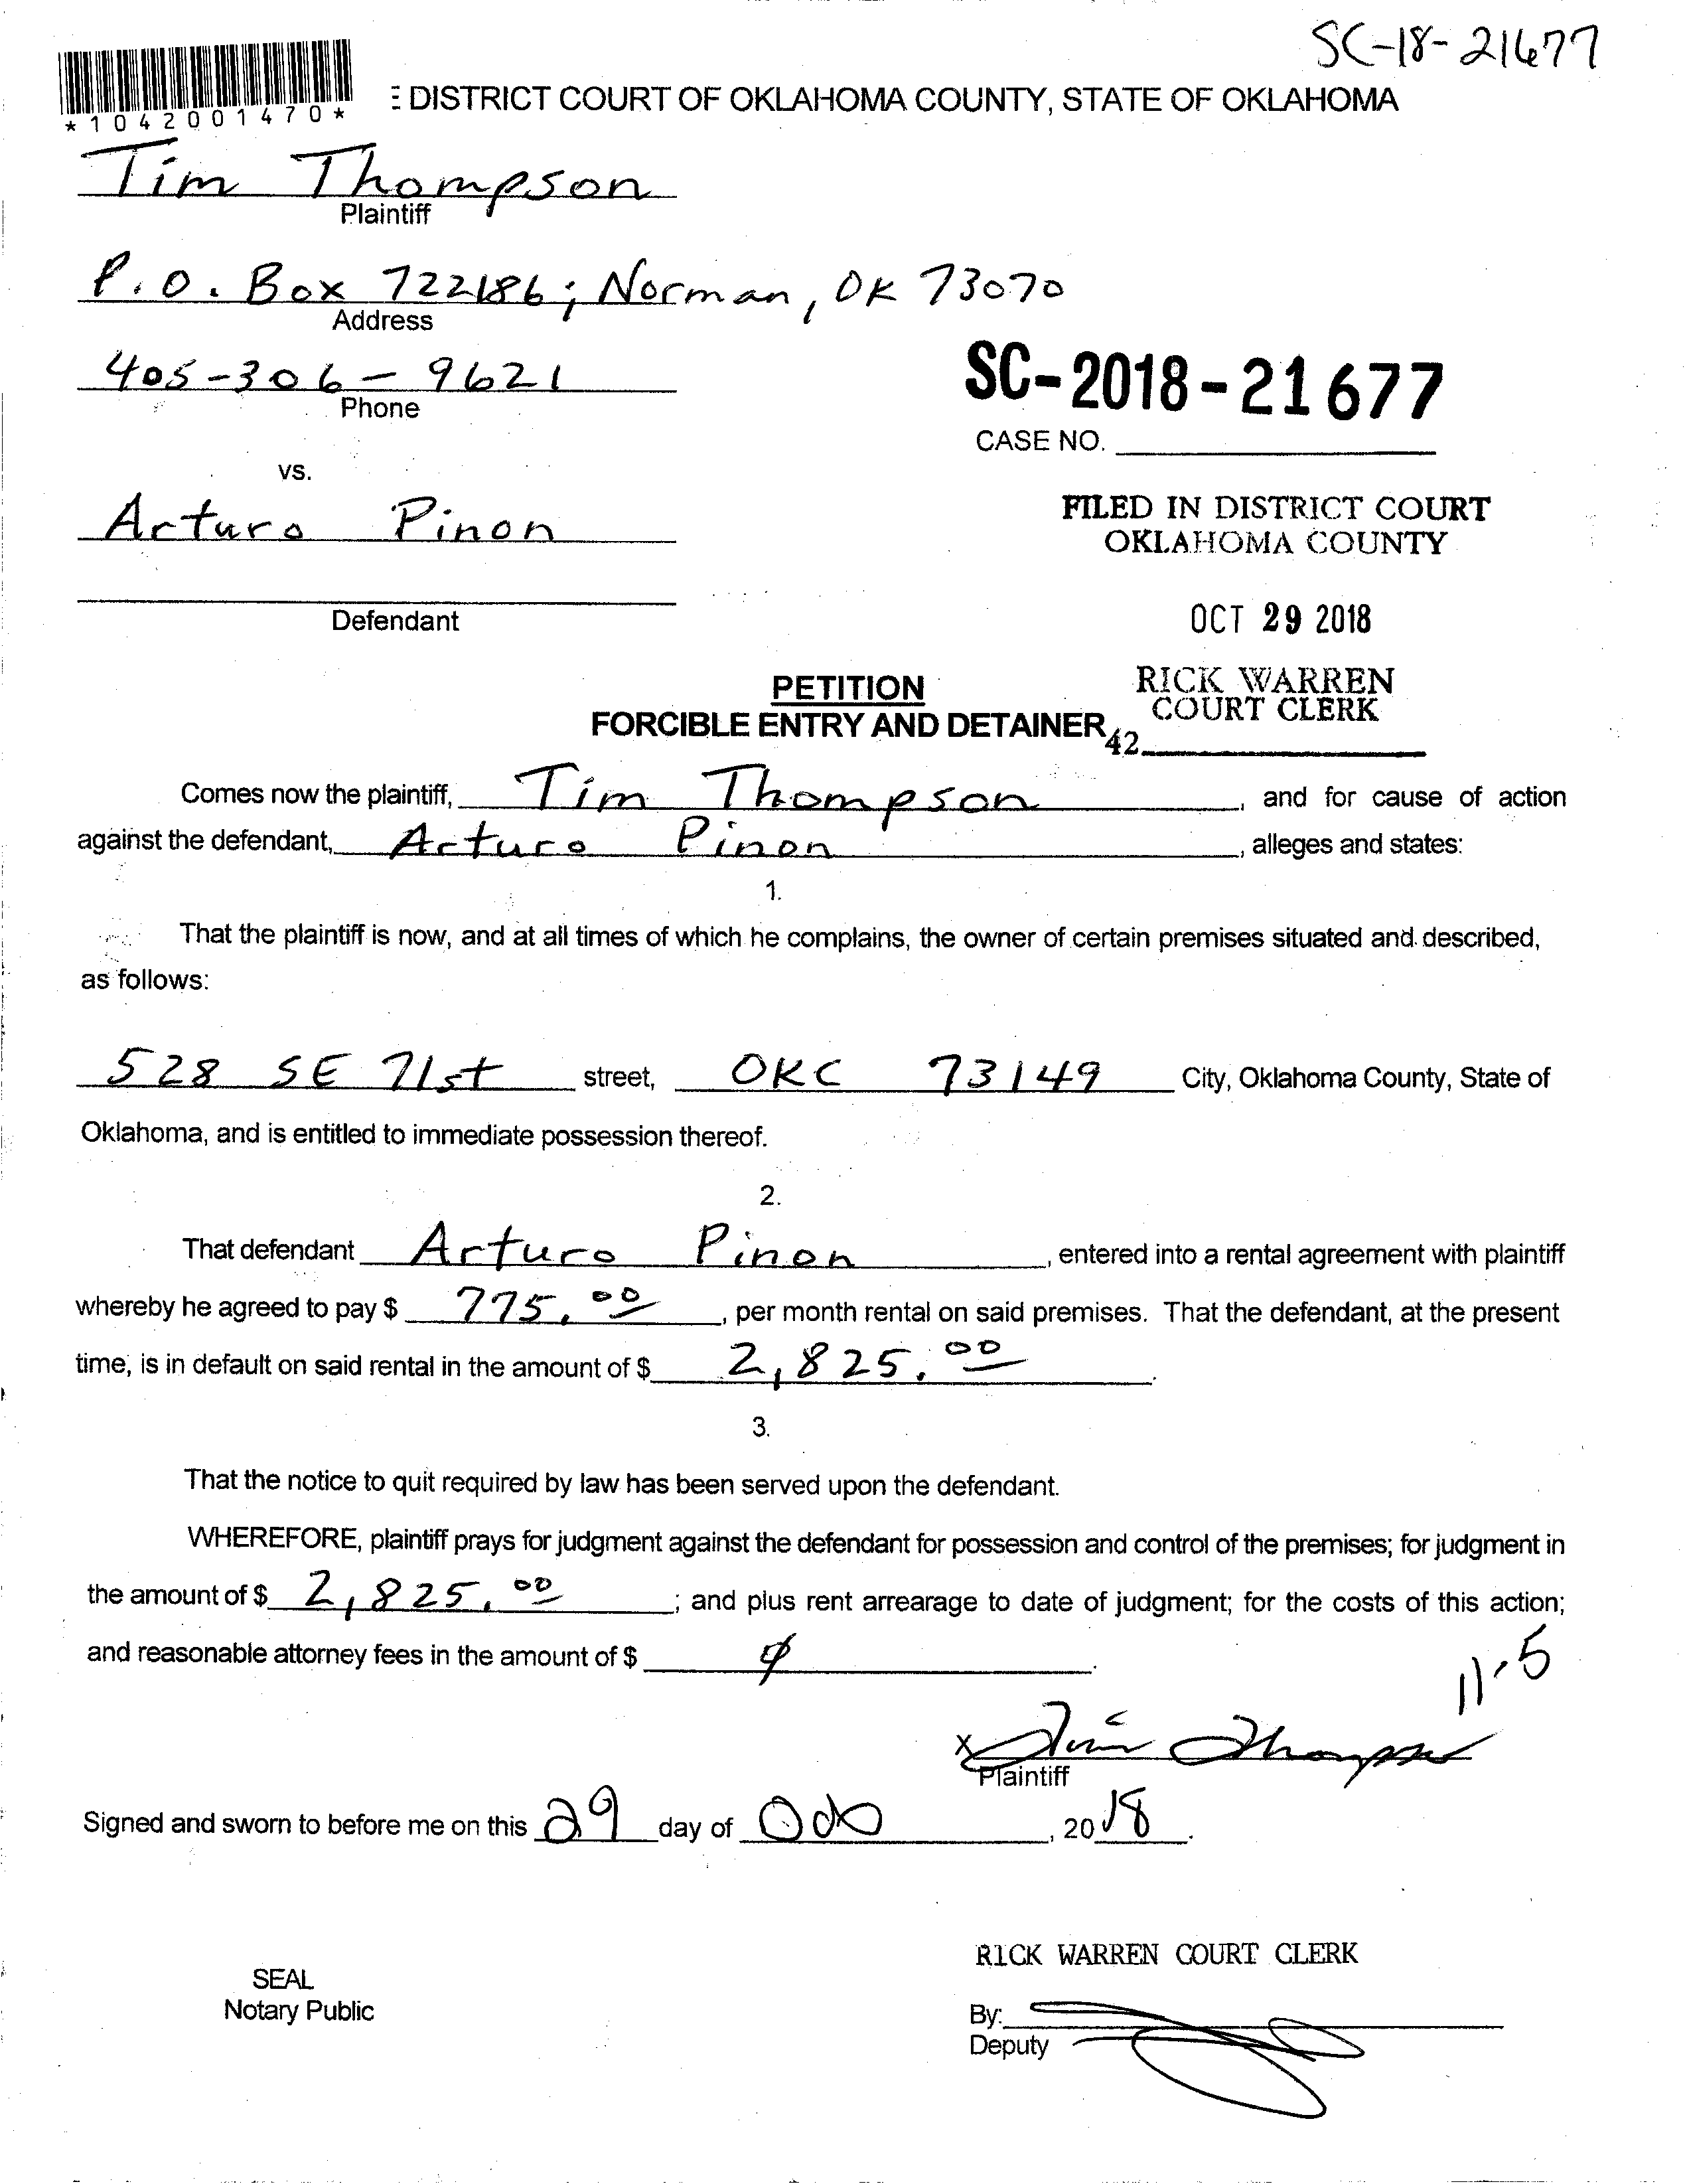 SC-18-21677
*1042001470*
E DISTRICT COURT OF OKLAHOMA COUNTY, STATE OF OKLAHOMA
Tim Thompson
Plaintiff
P.O. Box 722186; Norman, OK 73070
Address
405-306-9621
Phone
SC-2018-21677
CASE NO.
vs.
Arturo Pinon
FILED IN DISTRICT COURT
OKLAHOMA COUNTY
Defendant
OCT 29 2018
PETITION
FORCIBLE ENTRY AND DETAINER
RICK WARREN
COURT CLERK
42
Comes now the plaintiff, Tim Thompson, and for cause of action
against the defendant, Arturo Pinon, alleges and states:
1.
That the plaintiff is now, and at all times of which he complains, the owner of certain premises situated and described,
as follows:
528 SE 71st street, OKC 73149 City, Oklahoma County, State of
Oklahoma, and is entitled to immediate possession thereof.
2.
That defendant Arturo Pinon, entered into a rental agreement with plaintiff
whereby he agreed to pay $ 775.00, per month rental on said premises. That the defendant, at the present
time, is in default on said rental in the amount of $ 2,825.00.
3.
That the notice to quit required by law has been served upon the defendant.
WHEREFORE, plaintiff prays for judgment against the defendant for possession and control of the premises; for judgment in
the amount of $ 2,825.00; and plus rent arrearage to date of judgment; for the costs of this action;
and reasonable attorney fees in the amount of $ .
11-5
X Tim Thompson
Plaintiff
Signed and sworn to before me on this 29 day of , 2018.
RICK WARREN COURT CLERK
SEAL
Notary Public
By:
Deputy